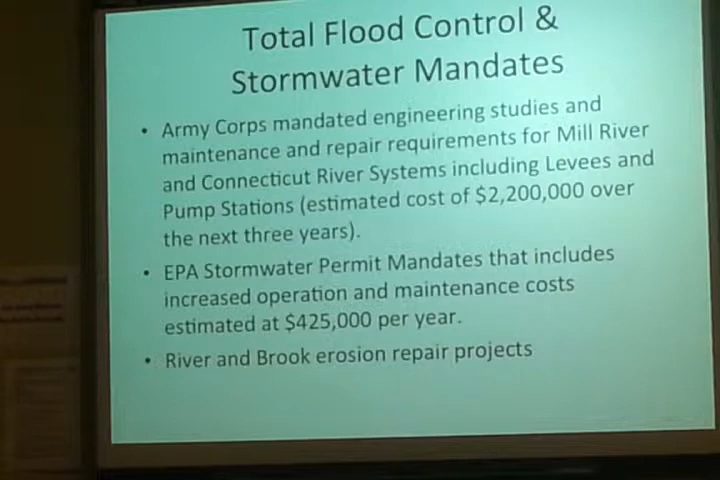 Total Flood Control &
Stormwater Mandates
• Army Corps mandated engineering studies and
maintenance and repair requirements for Mill River
and Connecticut River Systems including Levees and
Pump Stations (estimated cost of $2,200,000 over
the next three years).
• EPA Stormwater Permit Mandates that includes
increased operation and maintenance costs
estimated at $425,000 per year.
• River and Brook erosion repair projects